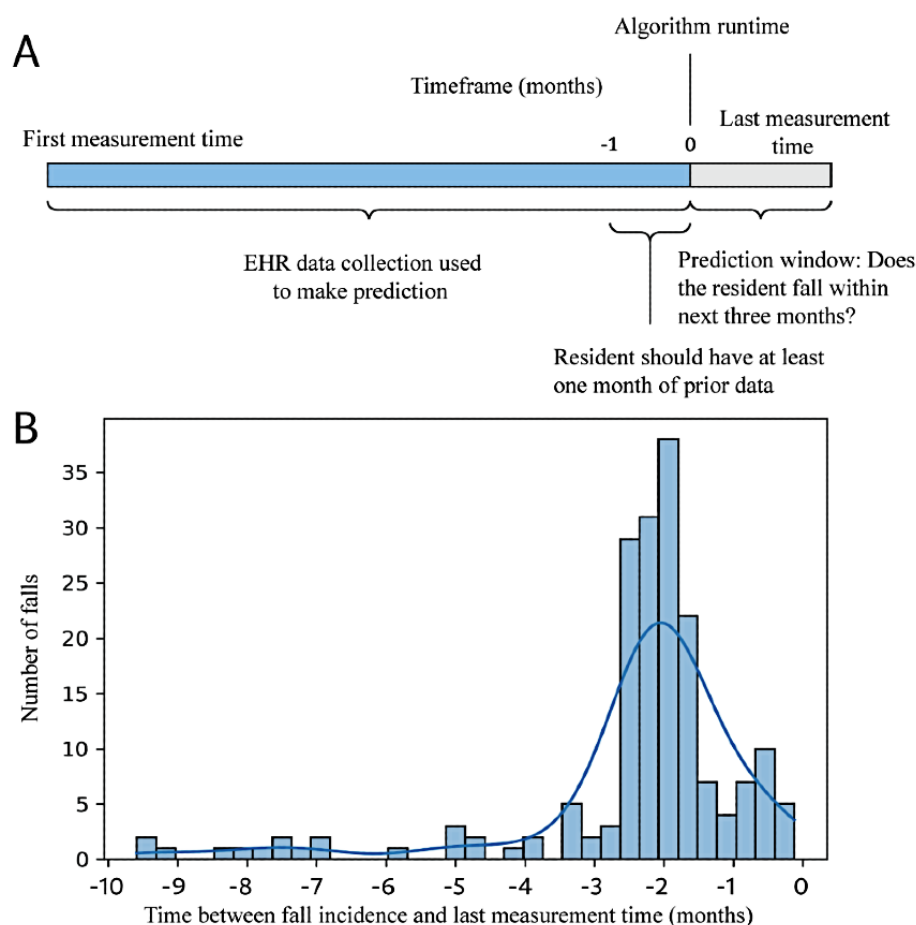 A
Algorithm runtime
Timeframe (months)
First measurement time
-1
0
Last measurement
time
EHR data collection used
to make prediction
Prediction window: Does
the resident fall within
next three months?
Resident should have at least
one month of prior data
B
Number of falls
35
30
25
20
15
10
5
0
-10 -9 -8 -7 -6 -5 -4 -3 -2 -1 0
Time between fall incidence and last measurement time (months)